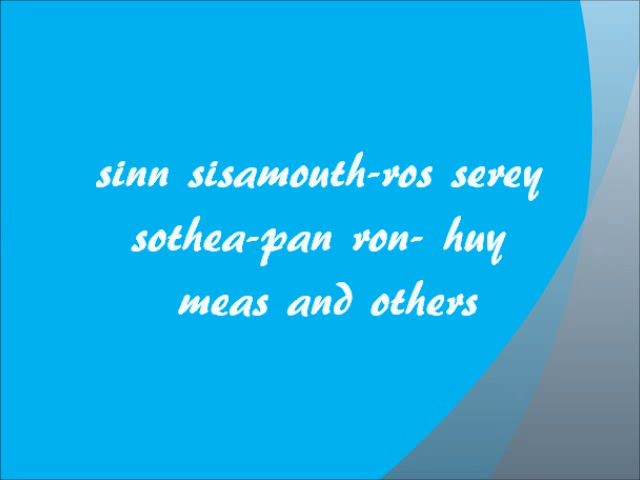 sinn sisamouth-ros serey
sothea-pan ron- huy
meas and others